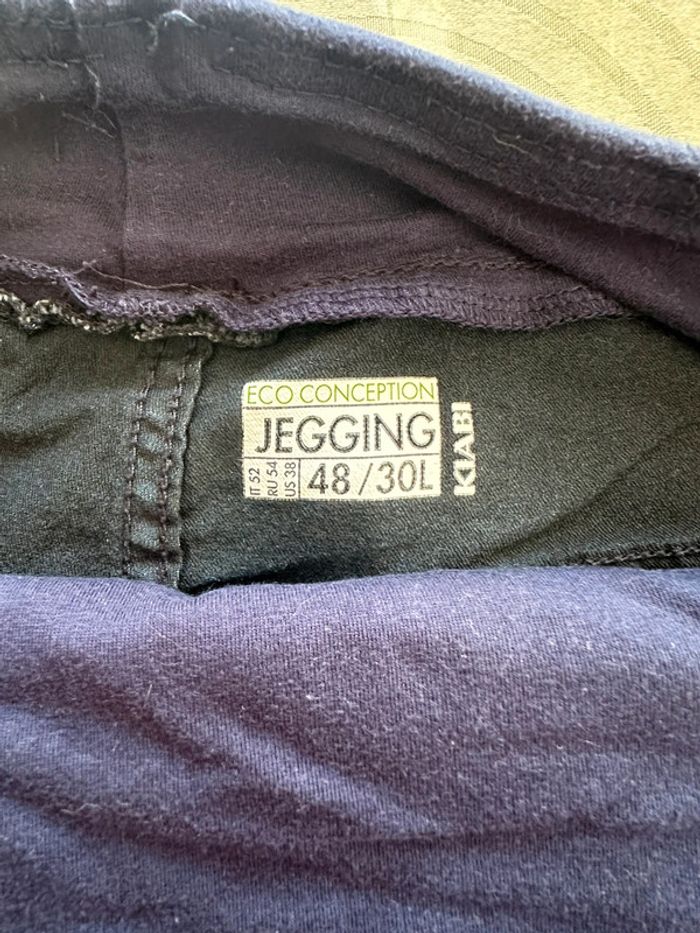 ECO CONCEPTION
JEGGING
IT 52
RU 54
US 38
48/30L
KIABI